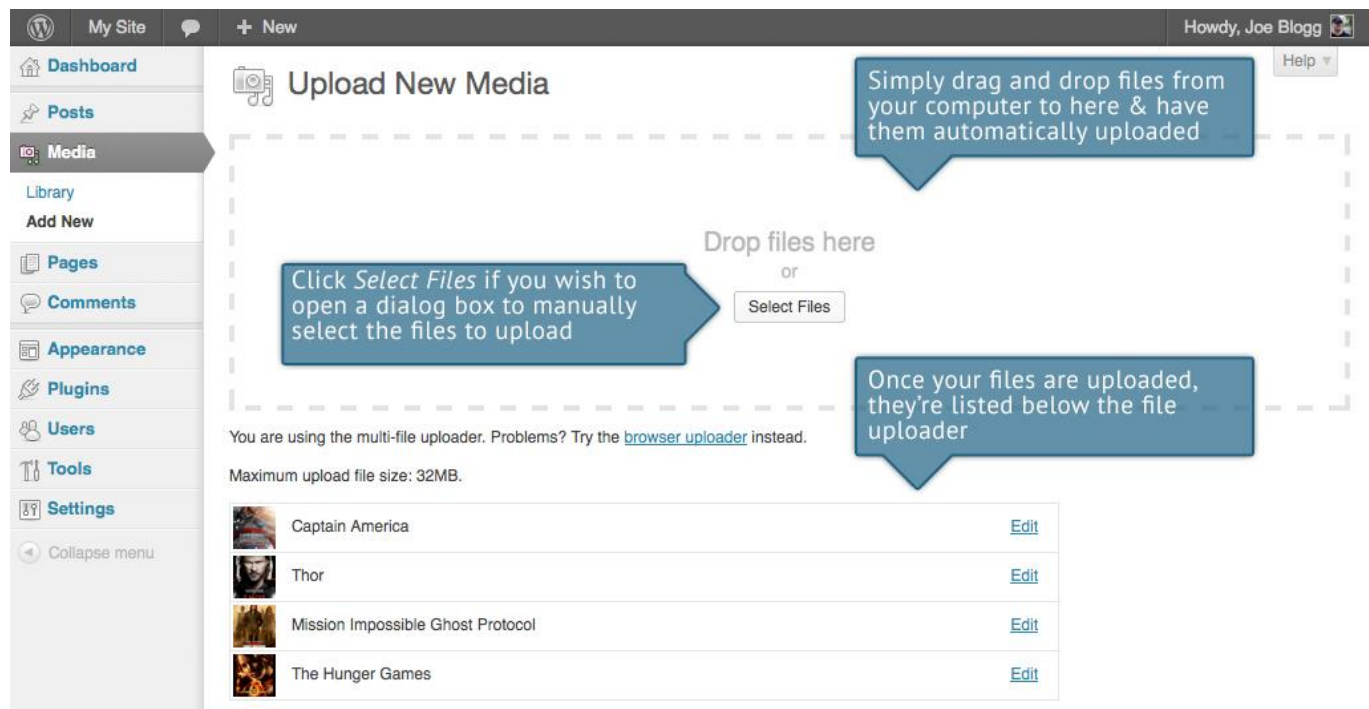 My Site
+ New
Howdy, Joe Blogg
Dashboard
Posts
Media
Library
Add New
Pages
Comments
Appearance
Plugins
Users
Tools
Settings
Collapse menu
Upload New Media
Help
Simply drag and drop files from
your computer to here & have
them automatically uploaded
Drop files here
or
Select Files
Click Select Files if you wish to
open a dialog box to manually
select the files to upload
Once your files are uploaded,
they're listed below the file
uploader
You are using the multi-file uploader. Problems? Try the browser uploader instead.
Maximum upload file size: 32MB.
Captain America Edit
Thor Edit
Mission Impossible Ghost Protocol Edit
The Hunger Games Edit